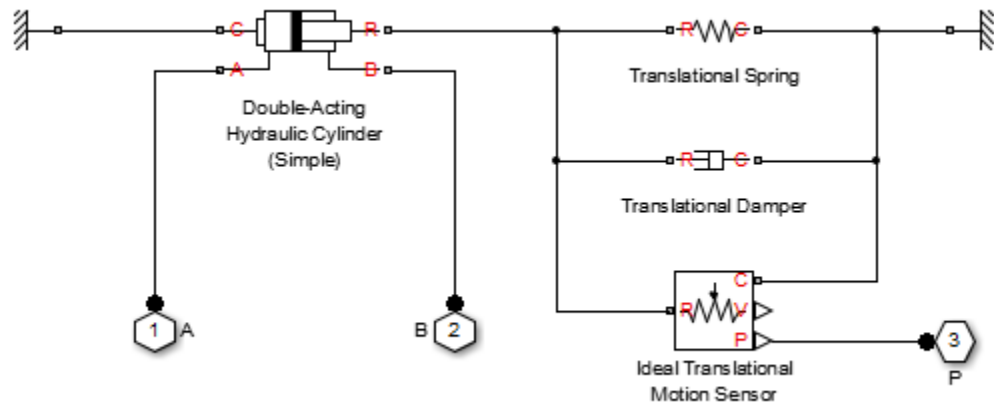 C R R C
A B
Translational Spring
Double-Acting
Hydraulic Cylinder
(Simple)
R C
Translational Damper
C
R V
P
1 A B 2 3
Ideal Translational
Motion Sensor
P